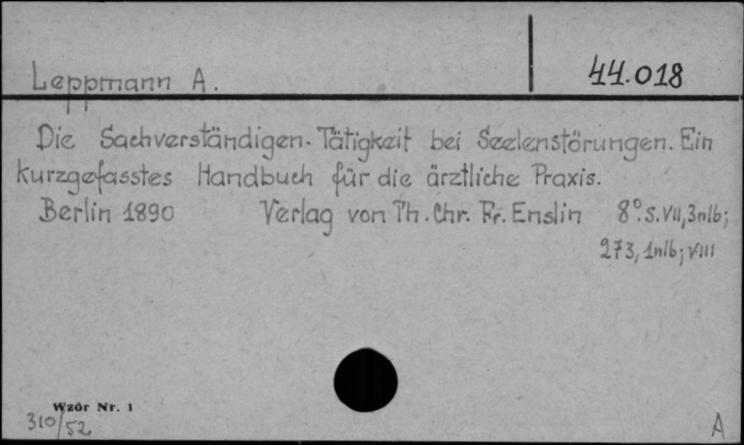 Leppmann A.
44.018
Die Sachverständigen-Tätigkeit bei Seelenstörungen. Ein
kurzgefasstes Handbuch für die ärztliche Praxis.
Berlin 1890 Verlag von Th. Chr. Fr. Enslin 8º. S. VII, 3nlb;
273, 1nlb; VIII
Wzór Nr. 1
310/52
A